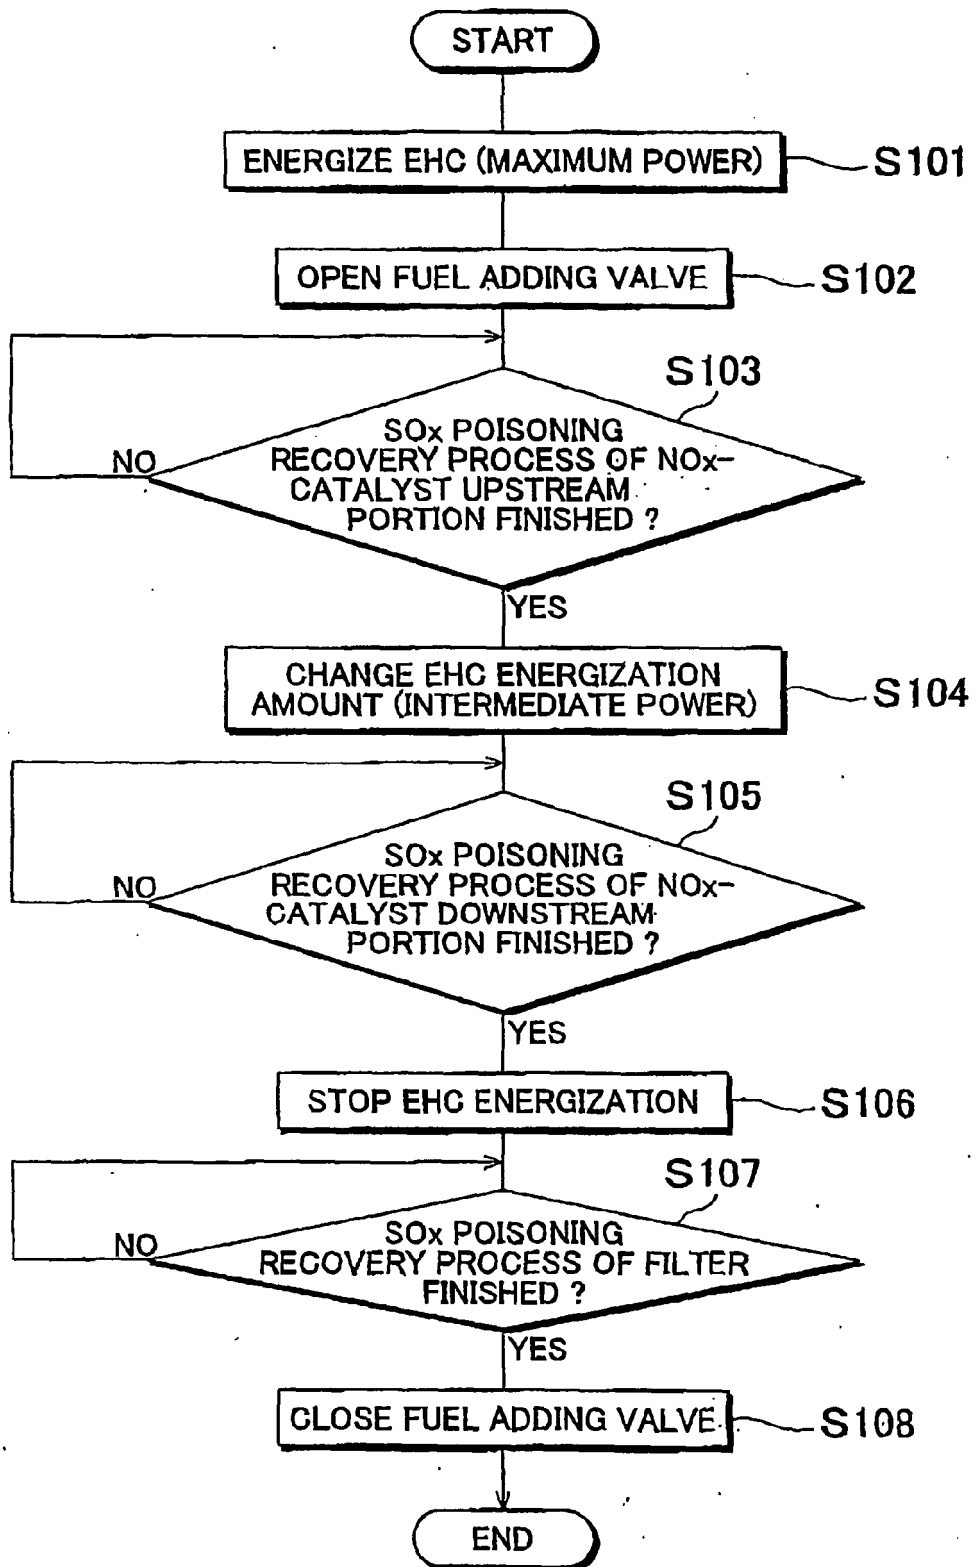 START
ENERGIZE EHC (MAXIMUM POWER)
S101
OPEN FUEL ADDING VALVE
S102
S103
SOx POISONING
RECOVERY PROCESS OF NOx-
CATALYST UPSTREAM
PORTION FINISHED ?
NO
YES
CHANGE EHC ENERGIZATION
AMOUNT (INTERMEDIATE POWER)
S104
S105
SOx POISONING
RECOVERY PROCESS OF NOx-
CATALYST DOWNSTREAM
PORTION FINISHED ?
NO
YES
STOP EHC ENERGIZATION
S106
S107
SOx POISONING
RECOVERY PROCESS OF FILTER
FINISHED ?
NO
YES
CLOSE FUEL ADDING VALVE
S108
END